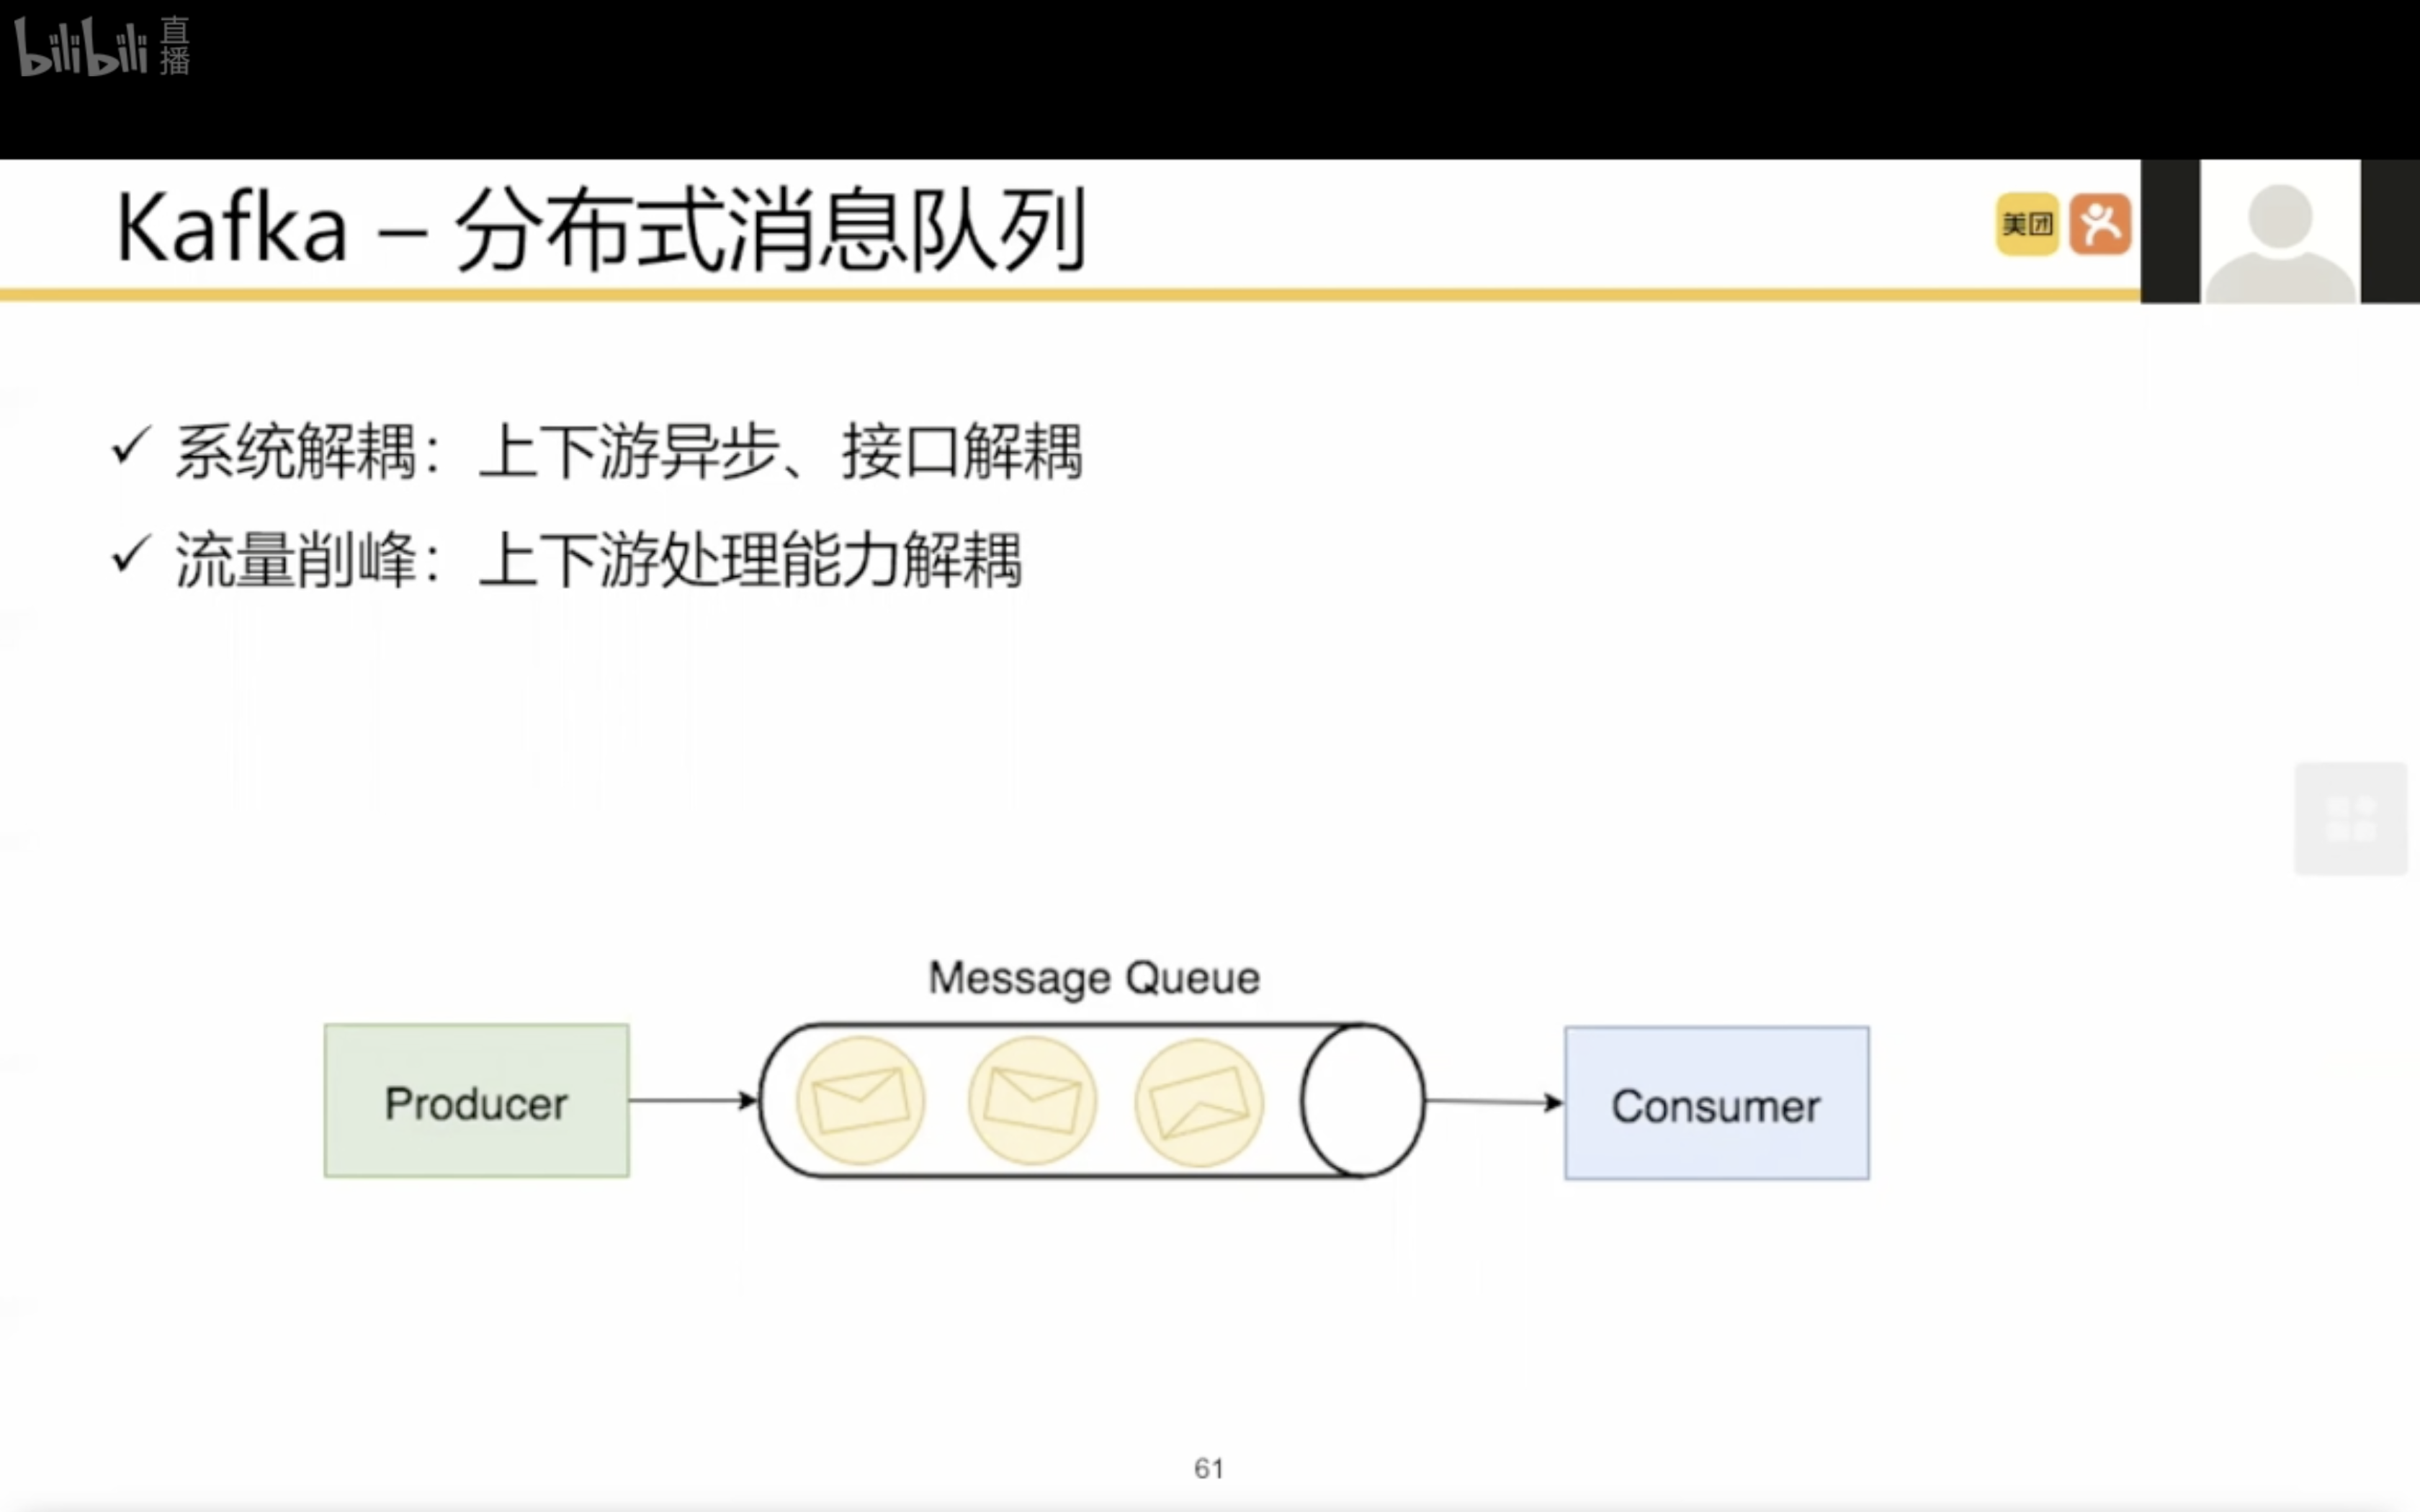 bilibili 直播
Kafka – 分布式消息队列
美团
✓ 系统解耦：上下游异步、接口解耦
✓ 流量削峰：上下游处理能力解耦
Message Queue
Producer
Consumer
61